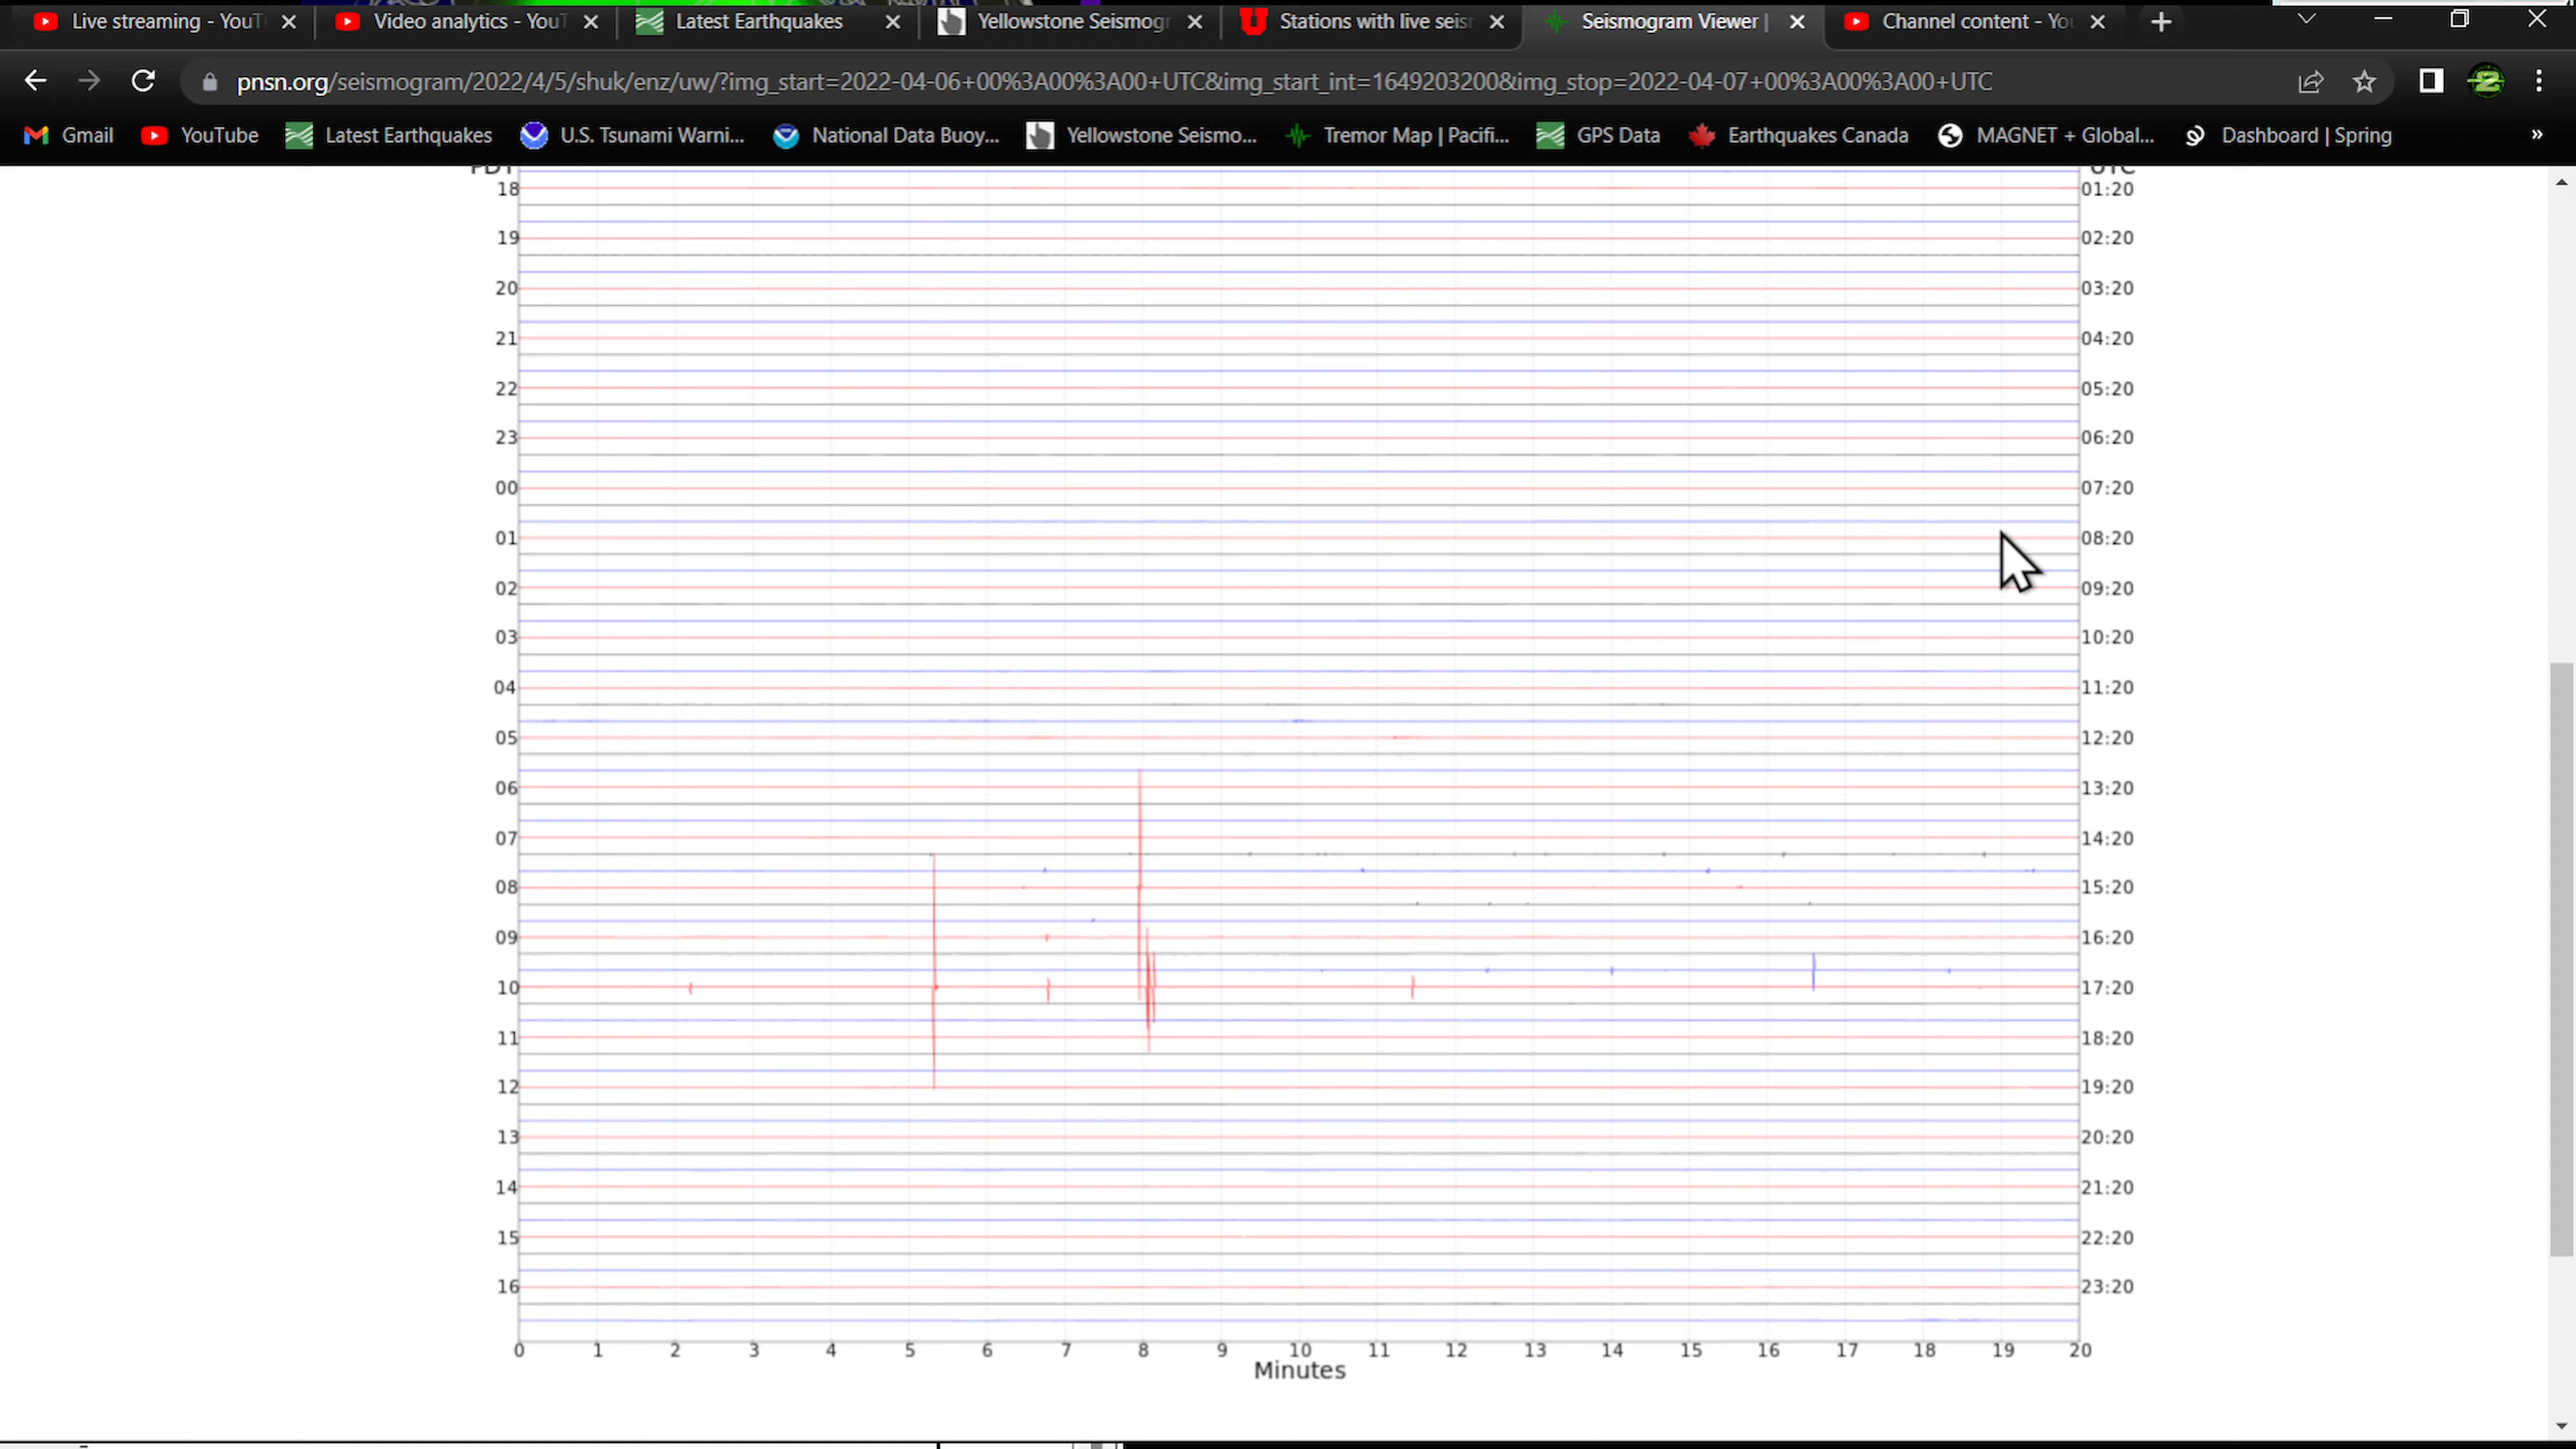 Live streaming - YouT
Video analytics - YouT
Latest Earthquakes
Yellowstone Seismogr
Stations with live seisr
Seismogram Viewer |
Channel content - You
pnsn.org/seismogram/2022/4/5/shuk/enz/uw/?img_start=2022-04-06+00%3A00%3A00+UTC&img_start_int=1649203200&img_stop=2022-04-07+00%3A00%3A00+UTC
Gmail YouTube Latest Earthquakes U.S. Tsunami Warni... National Data Buoy... Yellowstone Seismo... Tremor Map | Pacifi... GPS Data Earthquakes Canada MAGNET + Global... Dashboard | Spring »
PDT UTC
18 01:20
19 02:20
20 03:20
21 04:20
22 05:20
23 06:20
00 07:20
01 08:20
02 09:20
03 10:20
04 11:20
05 12:20
06 13:20
07 14:20
08 15:20
09 16:20
10 17:20
11 18:20
12 19:20
13 20:20
14 21:20
15 22:20
16 23:20
0 1 2 3 4 5 6 7 8 9 10 11 12 13 14 15 16 17 18 19 20
Minutes